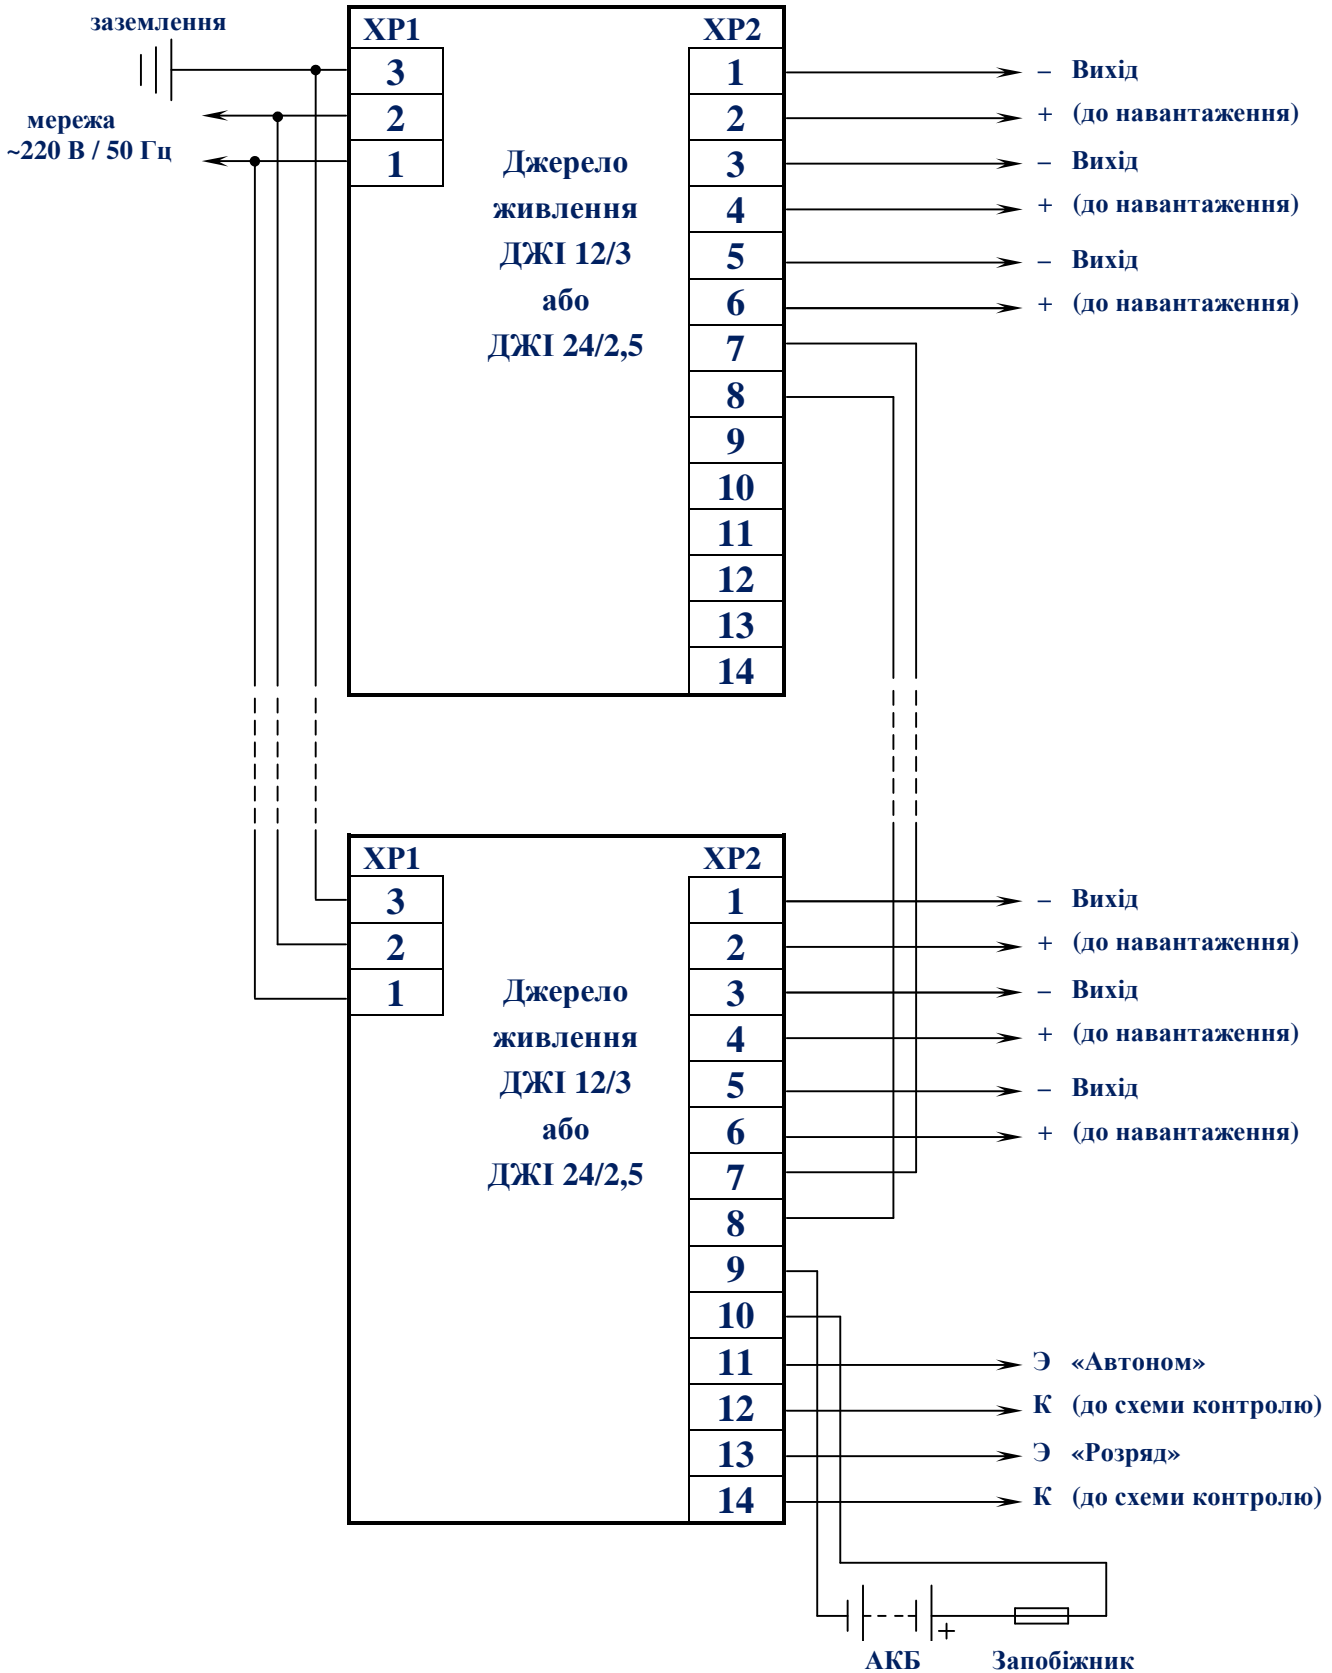 заземлення
мережа
~220 В / 50 Гц
XP1
3
2
1
Джерело
живлення
ДЖІ 12/3
або
ДЖІ 24/2,5
XP2
1
2
3
4
5
6
7
8
9
10
11
12
13
14
– Вихід
+ (до навантаження)
– Вихід
+ (до навантаження)
– Вихід
+ (до навантаження)
XP1
3
2
1
Джерело
живлення
ДЖІ 12/3
або
ДЖІ 24/2,5
XP2
1
2
3
4
5
6
7
8
9
10
11
12
13
14
– Вихід
+ (до навантаження)
– Вихід
+ (до навантаження)
– Вихід
+ (до навантаження)
Э «Автоном»
К (до схеми контролю)
Э «Розряд»
К (до схеми контролю)
+
АКБ
Запобіжник